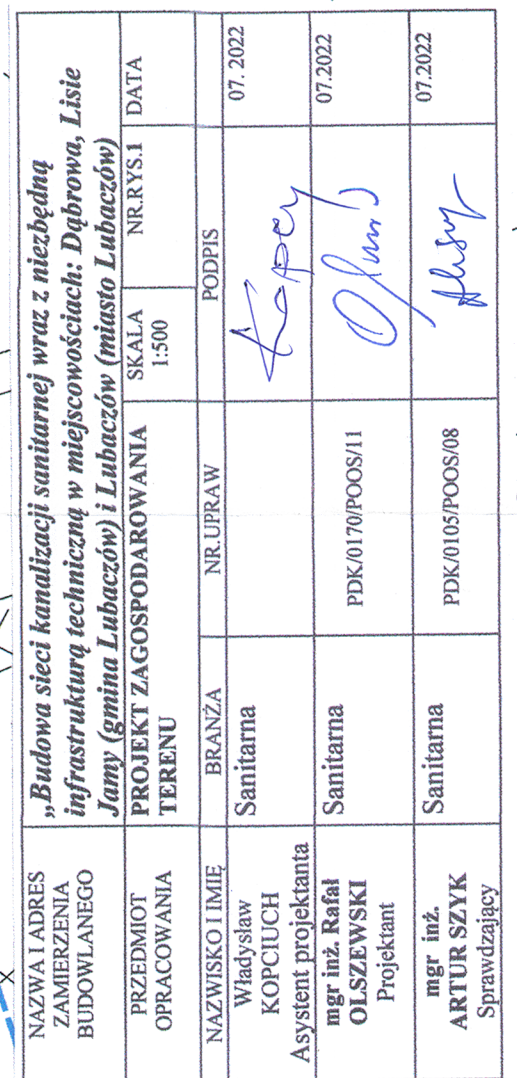 NAZWA I ADRES
ZAMIERZENIA
BUDOWLANEGO
„Budowa sieci kanalizacji sanitarnej wraz z niezbędną
infrastrukturą techniczną w miejscowościach: Dąbrowa, Lisie
Jamy (gmina Lubaczów) i Lubaczów (miasto Lubaczów)
PRZEDMIOT
OPRACOWANIA
PROJEKT ZAGOSPODAROWANIA
TERENU
SKALA
1:500
NR.RYS.1
DATA
NAZWISKO I IMIĘ
BRANŻA
NR.UPRAW
PODPIS
Władysław
KOPCIUCH
Asystent projektanta
Sanitarna
07. 2022
mgr inż. Rafał
OLSZEWSKI
Projektant
Sanitarna
PDK/0170/POOS/11
07.2022
mgr inż.
ARTUR SZYK
Sprawdzający
Sanitarna
PDK/0105/POOS/08
07.2022